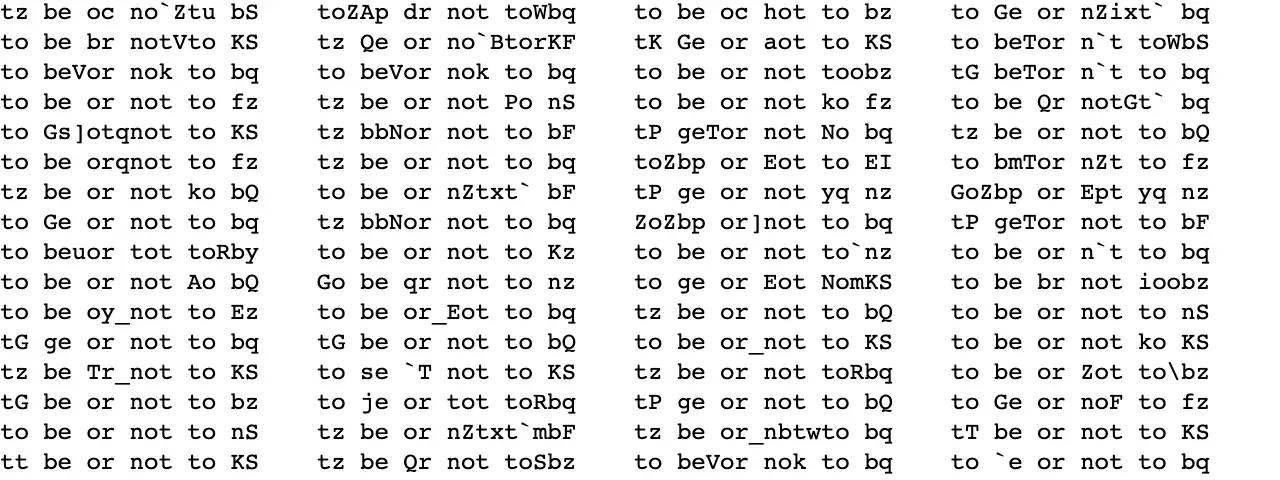 tz be oc no`Ztu bS    toZAp dr not toWbq    to be oc hot to bz    to Ge or nZixt` bq
to be br notVto KS    tz Qe or no`BtorKF    tK Ge or aot to KS    to beTor n`t toWbS
to beVor nok to bq    to beVor nok to bq    to be or not toobz    tG beTor n`t to bq
to be or not to fz    tz be or not Po nS    to be or not ko fz    to be Qr notGt` bq
to Gs]otqnot to KS    tz bbNor not to bF    tP geTor not No bq    tz be or not to bQ
to be orqnot to fz    tz be or not to bq    toZbp or Eot to EI    to bmTor nZt to fz
tz be or not ko bQ    to be or nZtxt` bF    tP ge or not yq nz    GoZbp or Ept yq nz
to Ge or not to bq    tz bbNor not to bq    ZoZbp or]not to bq    tP geTor not to bF
to beuor tot toRby    to be or not to Kz    to be or not to`nz    to be or n`t to bq
to be or not Ao bQ    Go be qr not to nz    to ge or Eot NomKS    to be br not ioobz
to be oy_not to Ez    to be or_Eot to bq    tz be or not to bQ    to be or not to nS
tG ge or not to bq    tG be or not to bQ    to be or_not to KS    to be or not ko KS
tz be Tr_not to KS    to se `T not to KS    tz be or not toRbq    to be or Zot to\bz
tG be or not to bz    to je or tot toRbq    tP ge or not to bQ    to Ge or noF to fz
to be or not to nS    tz be or nZtxt`mbF    tz be or_nbtwto bq    tT be or not to KS
tt be or not to KS    tz be Qr not toSbz    to beVor nok to bq    to `e or not to bq